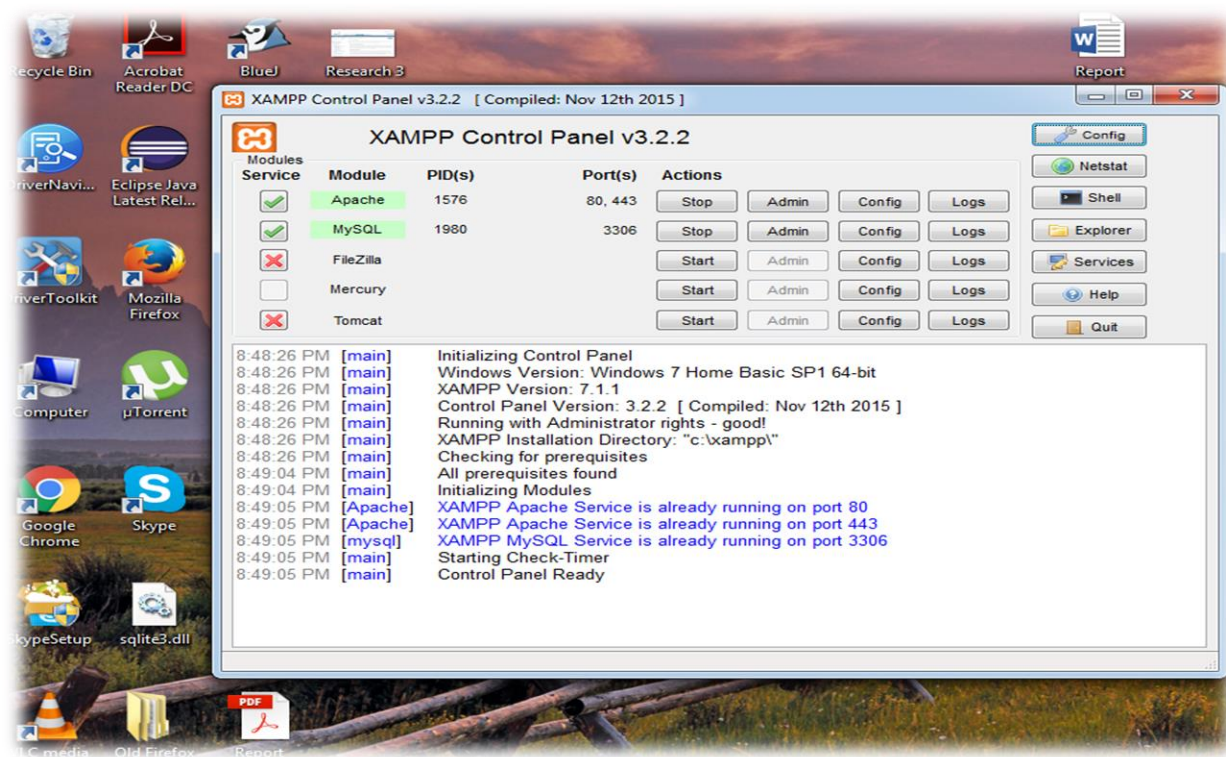 Recycle Bin
Acrobat
Reader DC
BlueJ
Research 3
W
Report
XAMPP Control Panel v3.2.2 [ Compiled: Nov 12th 2015 ]
XAMPP Control Panel v3.2.2
Modules
Service Module PID(s) Port(s) Actions
Apache 1576 80, 443 Stop Admin Config Logs
MySQL 1980 3306 Stop Admin Config Logs
FileZilla Start Admin Config Logs
Mercury Start Admin Config Logs
Tomcat Start Admin Config Logs
Config
Netstat
Shell
Explorer
Services
Help
Quit
8:48:26 PM [main] Initializing Control Panel
8:48:26 PM [main] Windows Version: Windows 7 Home Basic SP1 64-bit
8:48:26 PM [main] XAMPP Version: 7.1.1
8:48:26 PM [main] Control Panel Version: 3.2.2 [ Compiled: Nov 12th 2015 ]
8:48:26 PM [main] Running with Administrator rights - good!
8:48:26 PM [main] XAMPP Installation Directory: "c:\xampp\"
8:48:26 PM [main] Checking for prerequisites
8:49:04 PM [main] All prerequisites found
8:49:04 PM [main] Initializing Modules
8:49:05 PM [Apache] XAMPP Apache Service is already running on port 80
8:49:05 PM [Apache] XAMPP Apache Service is already running on port 443
8:49:05 PM [mysql] XAMPP MySQL Service is already running on port 3306
8:49:05 PM [main] Starting Check-Timer
8:49:05 PM [main] Control Panel Ready
DriverNavi...
Eclipse Java
Latest Rel...
DriverToolkit
Mozilla
Firefox
Computer
µTorrent
Google
Chrome
Skype
SkypeSetup
sqlite3.dll
VLC media
Old Firefox
PDF
Report